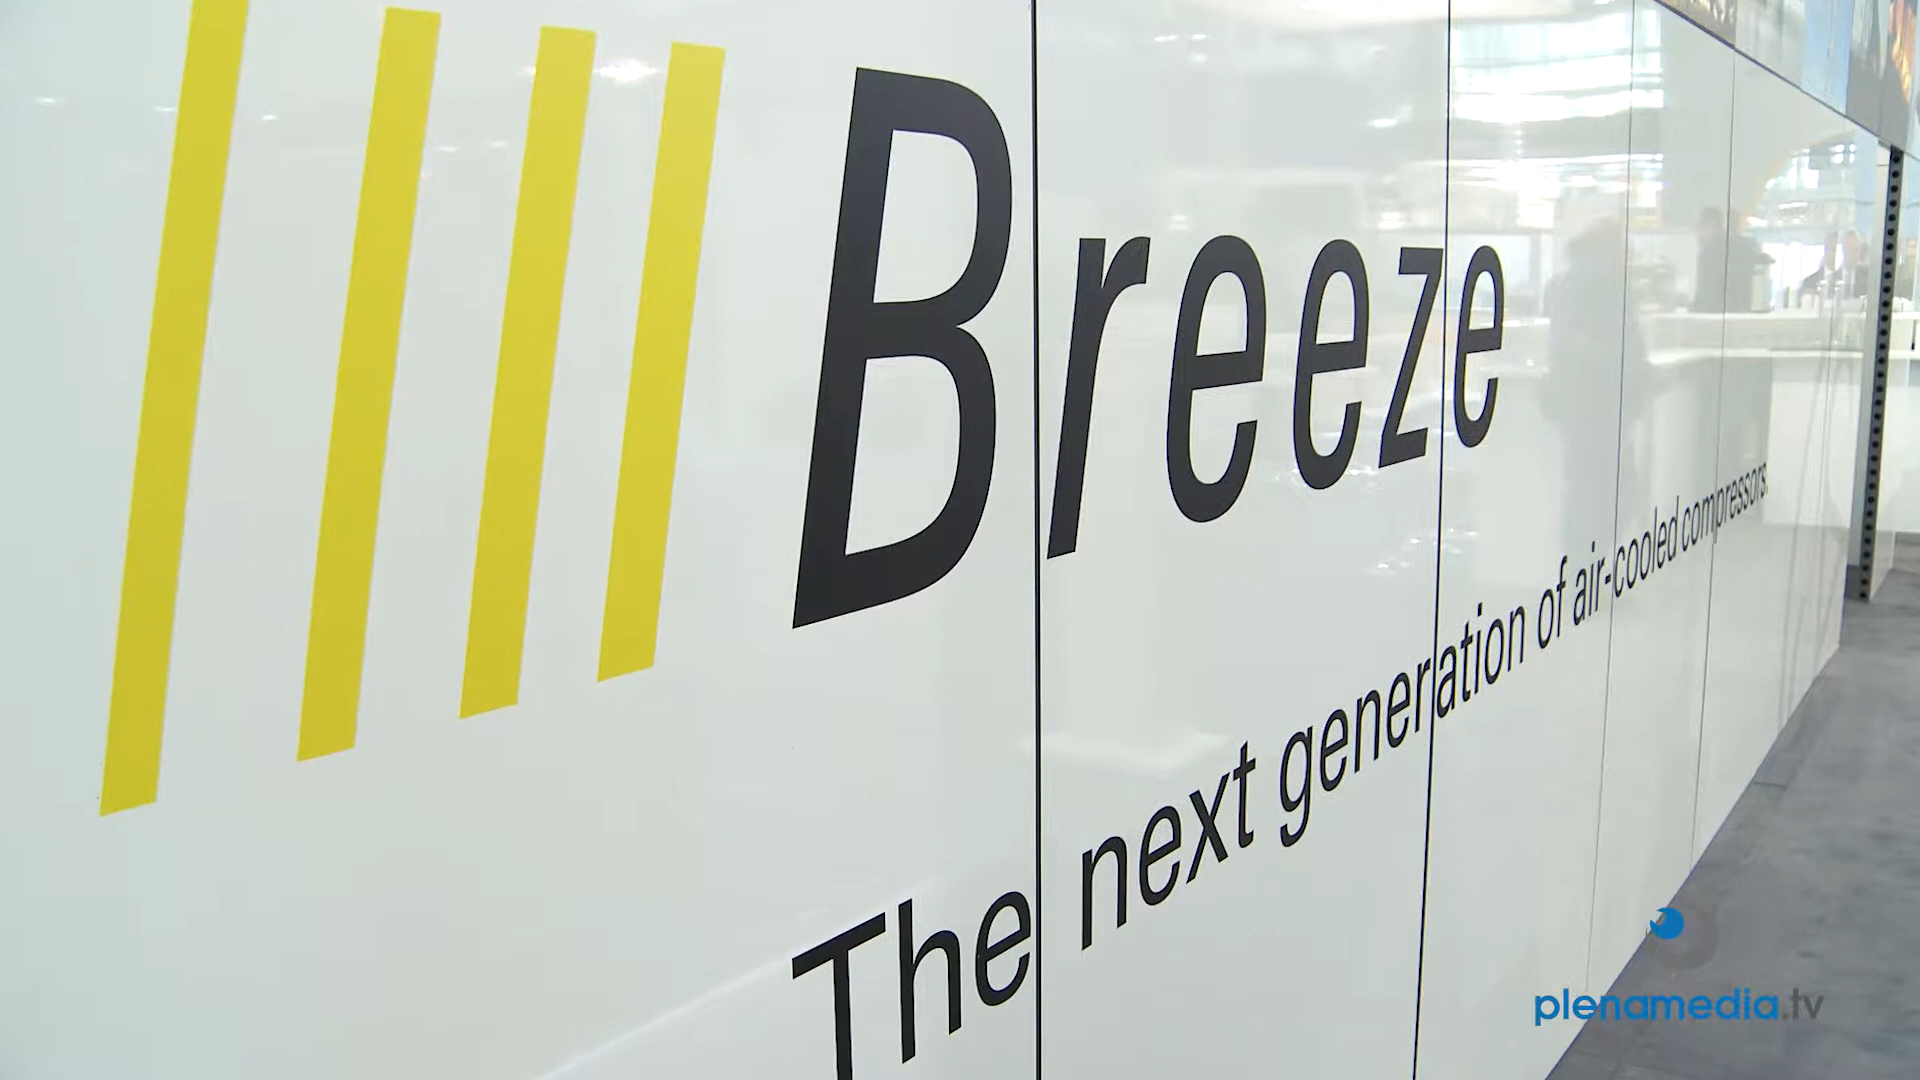 Breeze
The next generation of air-cooled compressors.
plenamedia.tv